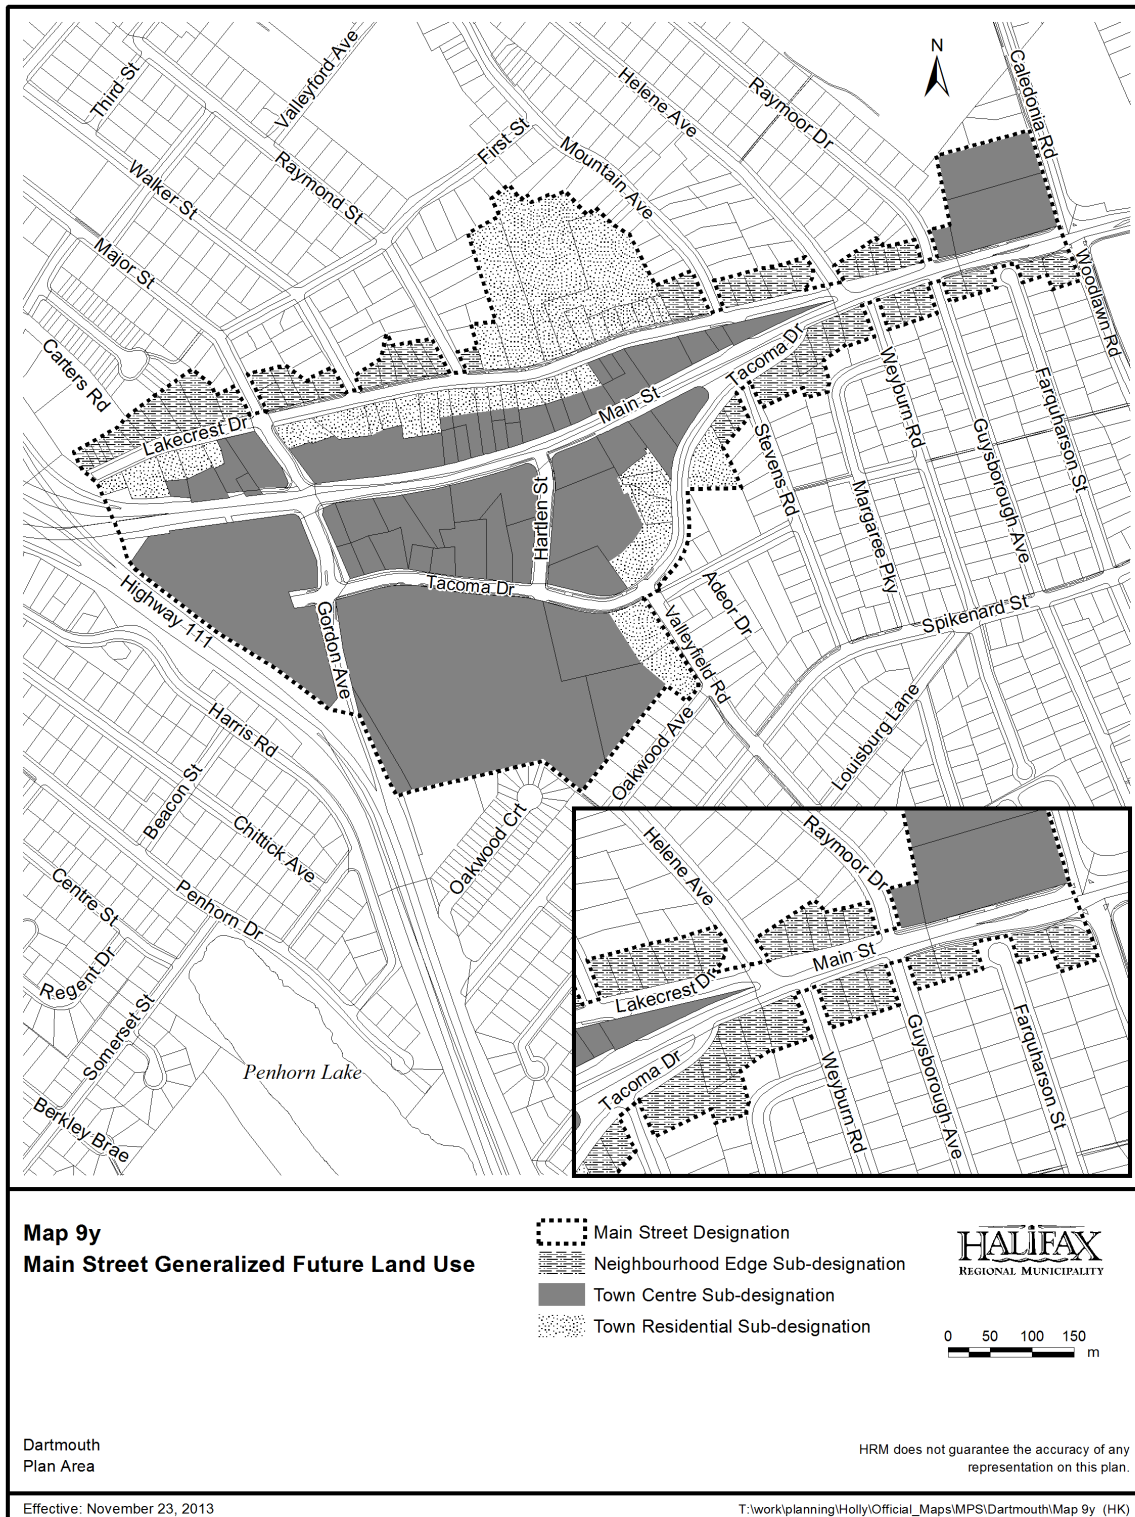 N
Third St
Valleyford Ave
Helene Ave
Raymoor Dr
Caledonia Rd
First St
Mountain Ave
Raymond St
Walker St
Major St
Woodlawn Rd
Carters Rd
Lakecrest Dr
Main St
Tacoma Dr
Weyburn Rd
Farquharson St
Stevens Rd
Guysborough Ave
Margaree Pky
Hartlen St
Tacoma Dr
Highway 111
Gordon Ave
Adeor Dr
Valleyfield Rd
Spikenard St
Harris Rd
Oakwood Ave
Louisburg Lane
Beacon St
Chittick Ave
Oakwood Crt
Centre St
Penhorn Dr
Regent Dr
Somerset St
Penhorn Lake
Berkley Brae
Helene Ave
Raymoor Dr
Main St
Lakecrest Dr
Tacoma Dr
Weyburn Rd
Guysborough Ave
Farquharson St
Map 9y
Main Street Generalized Future Land Use
Main Street Designation
Neighbourhood Edge Sub-designation
Town Centre Sub-designation
Town Residential Sub-designation
HALIFAX
REGIONAL MUNICIPALITY
0 50 100 150
m
Dartmouth
Plan Area
HRM does not guarantee the accuracy of any
representation on this plan.
Effective: November 23, 2013
T:\work\planning\Holly\Official_Maps\MPS\Dartmouth\Map 9y (HK)